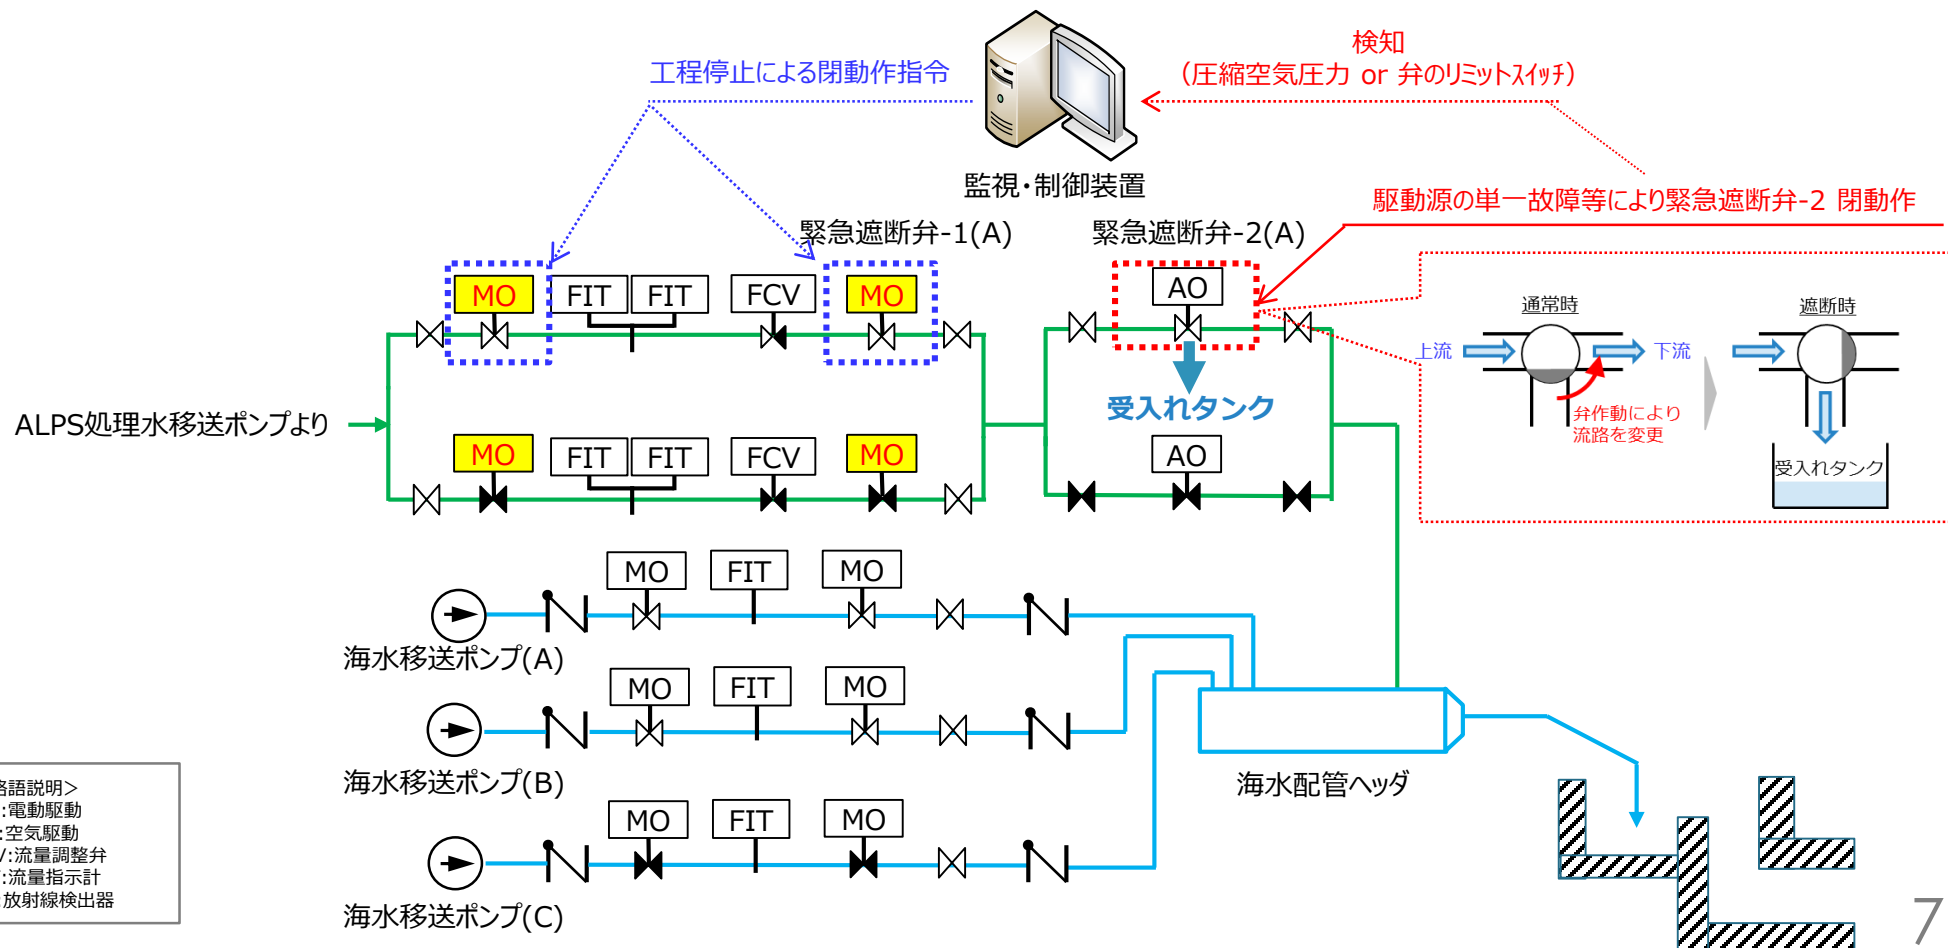 検知
（圧縮空気圧力 or 弁のリミットスイッチ）
工程停止による閉動作指令
監視・制御装置
駆動源の単一故障等により緊急遮断弁-2 閉動作
緊急遮断弁-1(A)
緊急遮断弁-2(A)
MO
FIT
FIT
FCV
MO
AO
通常時
遮断時
上流
下流
弁作動により
流路を変更
受入れタンク
受入れタンク
ALPS処理水移送ポンプより
MO
FIT
FIT
FCV
MO
AO
MO
FIT
MO
海水移送ポンプ(A)
MO
FIT
MO
海水移送ポンプ(B)
海水配管ヘッダ
MO
FIT
MO
海水移送ポンプ(C)
語説明＞
:電動駆動
:空気駆動
:流量調整弁
:流量指示計
放射線検出器
7